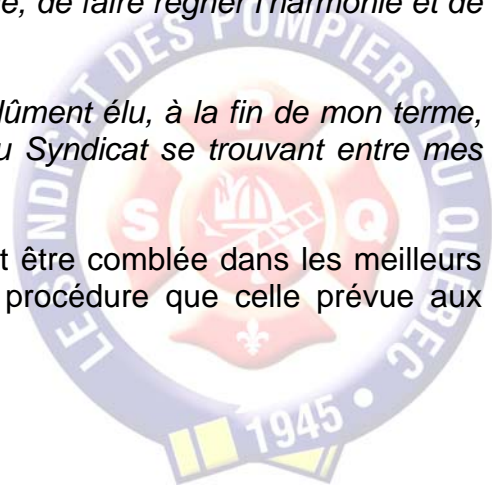 e, de faire régner l'harmonie et de
dûment élu, à la fin de mon terme,
u Syndicat se trouvant entre mes
t être comblée dans les meilleurs
procédure que celle prévue aux
LE SYNDICAT DES POMPIERS DU QUÉBEC
S P Q
1945